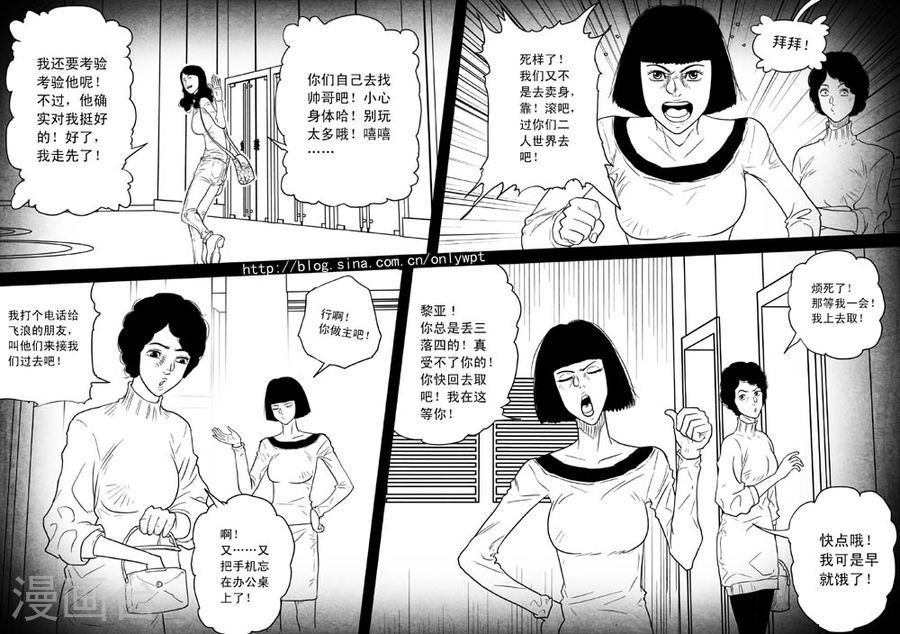 我还要考验
考验他呢！
不过，他确
实对我挺好
的！好了，
我走先了！
你们自己去找
帅哥吧！小心
身体哈！别玩
太多哦！嘻嘻
……
死样了！
我们又不
是去卖身，
靠！滚吧，
过你们二
人世界去
吧！
拜拜！
http://blog.sina.com.cn/onlywpt
我打个电话给
飞浪的朋友，
叫他们来接我
们过去吧！
行啊！
你做主吧！
啊！
又……又
把手机忘
在办公桌
上了！
黎亚！
你总是丢三
落四的！真
受不了你的！
你快回去取
吧！我在这
等你！
烦死了！
那等我一会！
我上去取！
快点哦！
我可是早
就饿了！